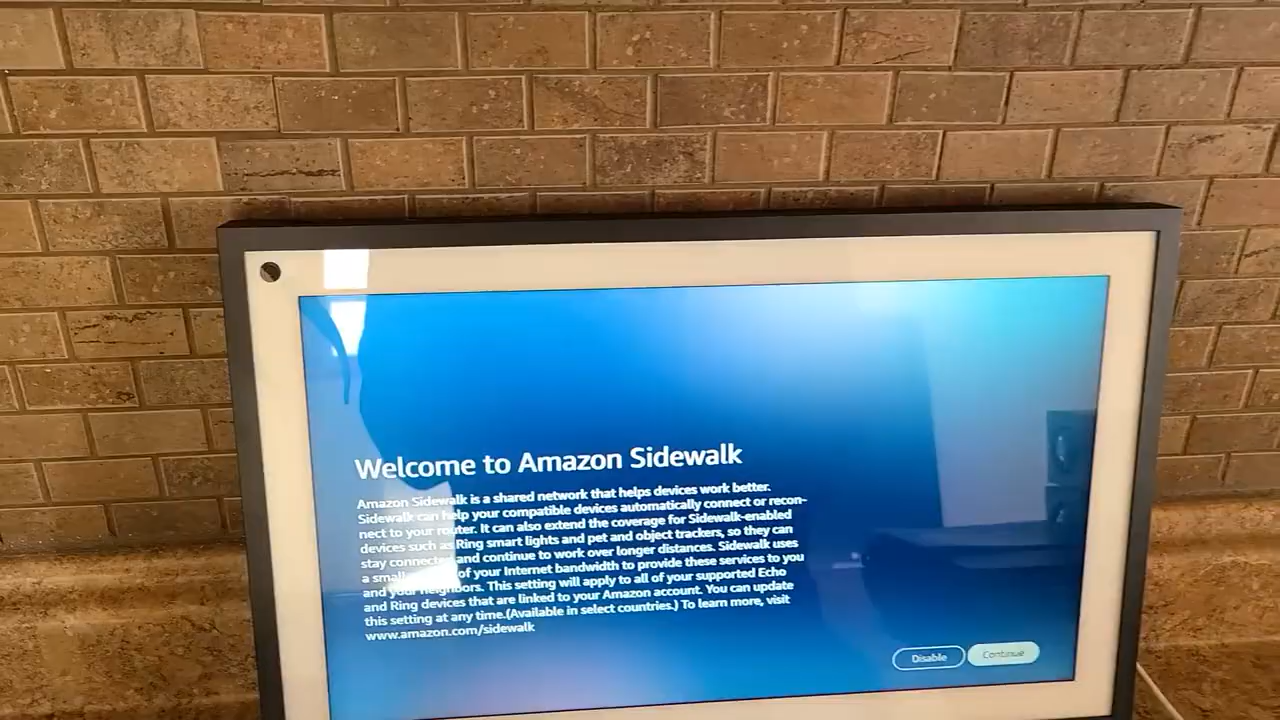 Welcome to Amazon Sidewalk
Amazon Sidewalk is a shared network that helps devices work better.
Sidewalk can help your compatible devices automatically connect or recon-
nect to your router. It can also extend the coverage for Sidewalk-enabled
devices such as Ring smart lights and pet and object trackers, so they can
stay connected and continue to work over longer distances. Sidewalk uses
a small of your Internet bandwidth to provide these services to you
and your neighbors. This setting will apply to all of your supported Echo
and Ring devices that are linked to your Amazon account. You can update
this setting at any time.(Available in select countries.) To learn more, visit
www.amazon.com/sidewalk
Disable
Continue